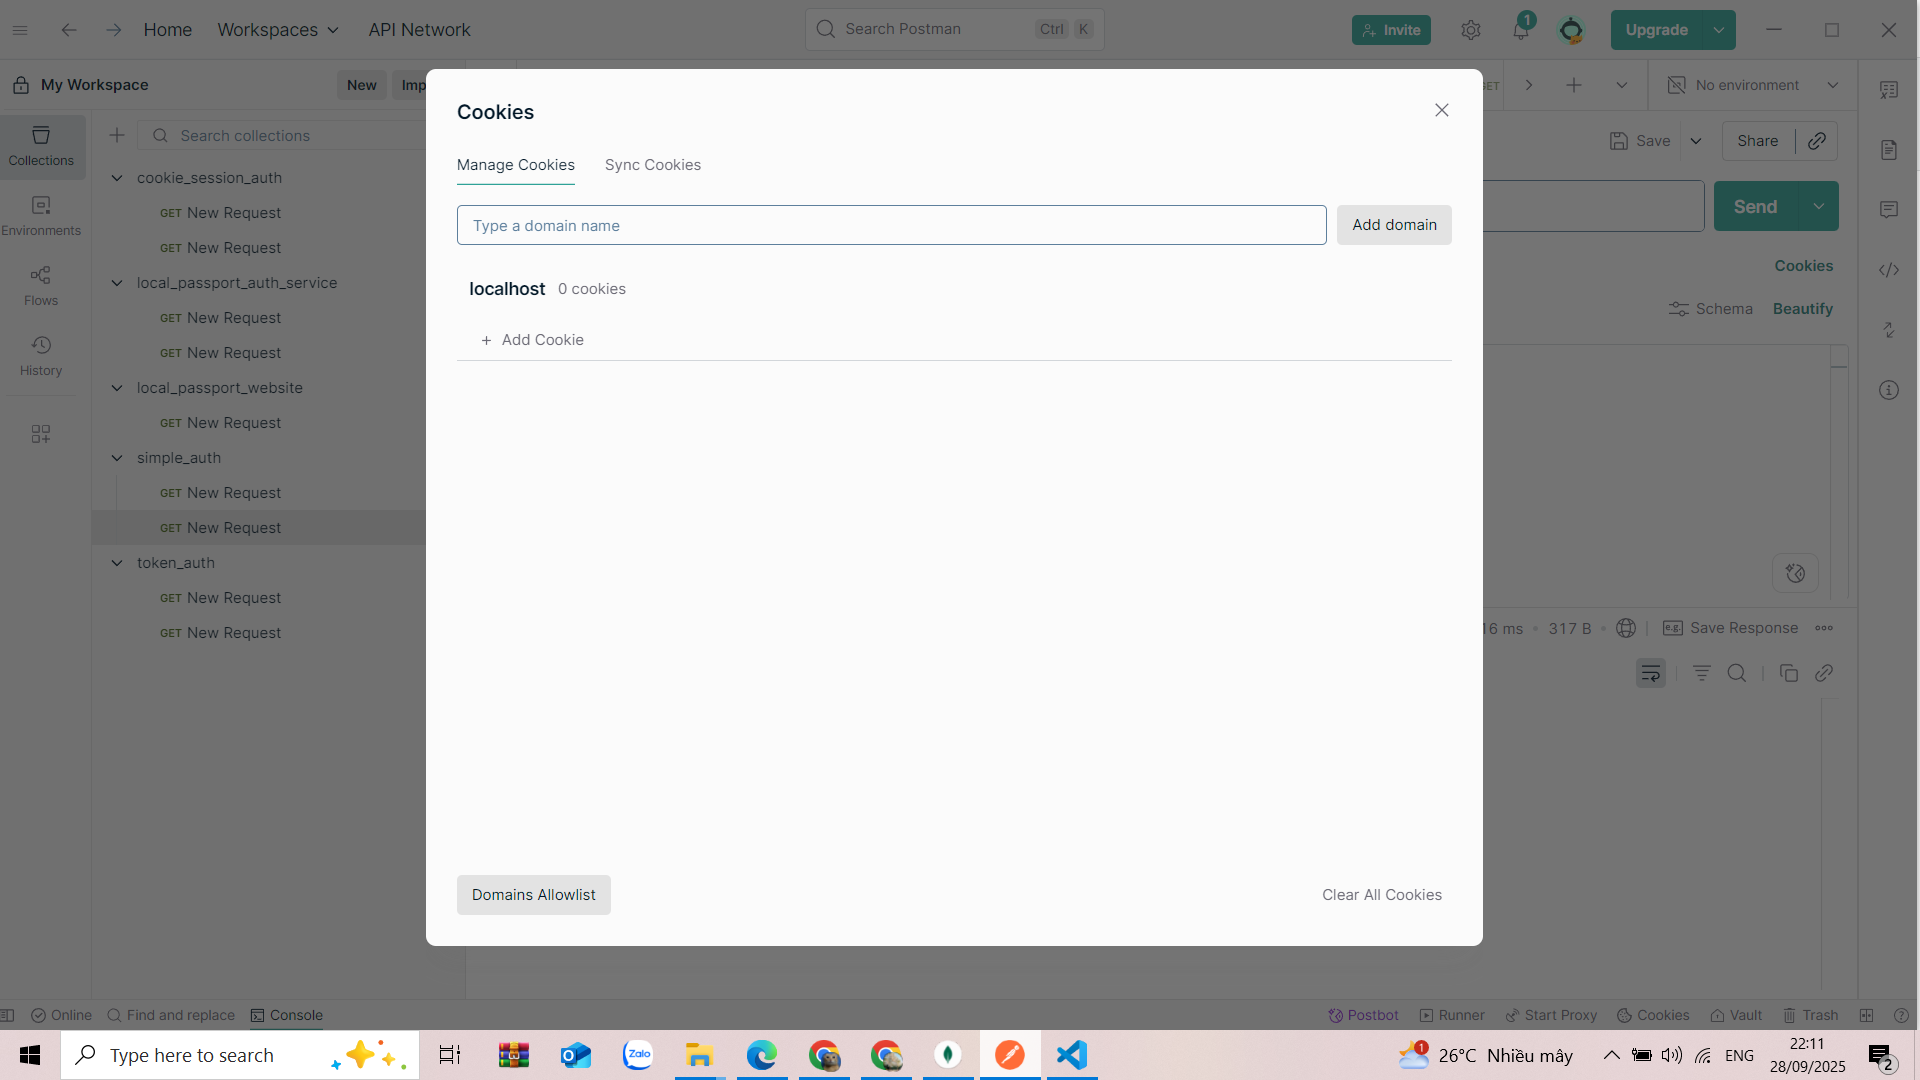 Home Workspaces API Network Search Postman Ctrl K Invite 1 Upgrade
My Workspace New Imp GET No environment
Collections
Environments
Flows
History
Search collections
cookie_session_auth
GET New Request
GET New Request
local_passport_auth_service
GET New Request
GET New Request
local_passport_website
GET New Request
simple_auth
GET New Request
GET New Request
token_auth
GET New Request
GET New Request
Cookies
Manage Cookies Sync Cookies
Type a domain name Add domain
localhost 0 cookies
+ Add Cookie
Domains Allowlist Clear All Cookies
Save Share
Send
Cookies
Schema Beautify
16 ms • 317 B • e.g. Save Response
Online Find and replace Console Postbot Runner Start Proxy Cookies Vault Trash
Type here to search Zalo 1 26°C Nhiều mây ENG 22:11
28/09/2025 2